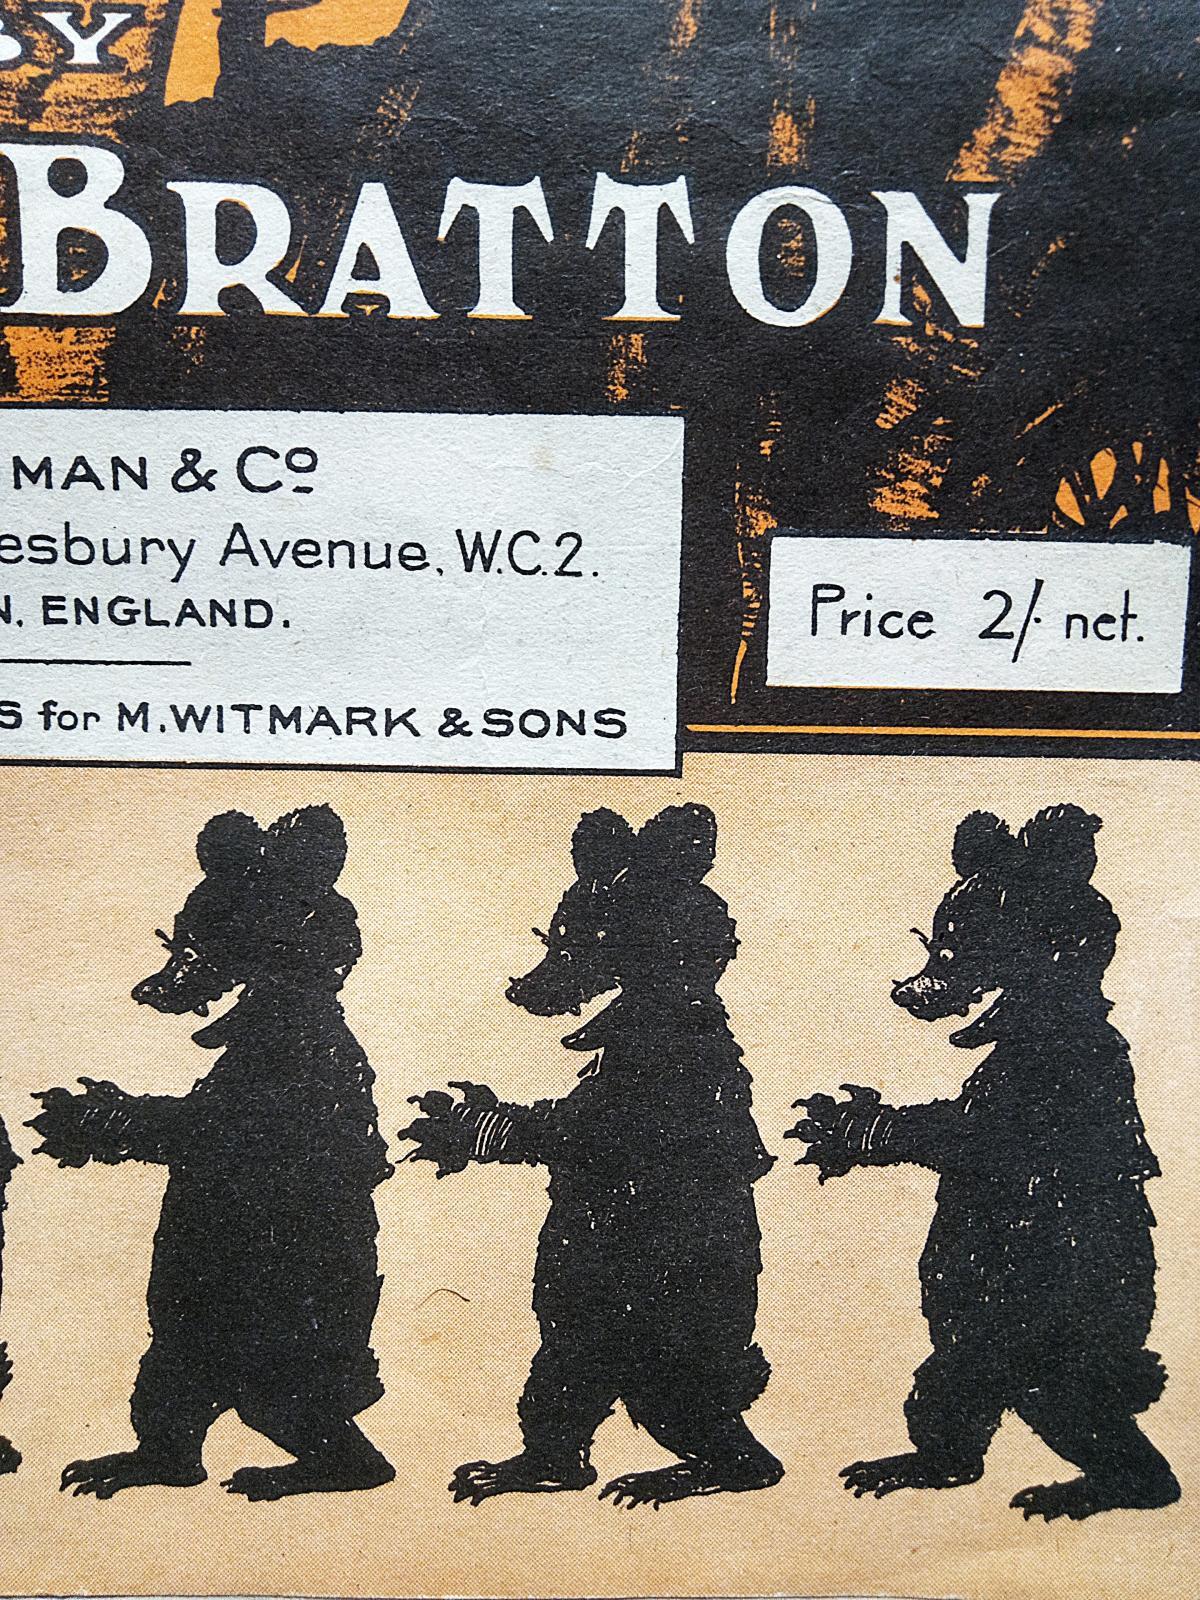 BY
BRATTON
MAN & Cº
esbury Avenue, W.C.2.
N, ENGLAND.
S for M.WITMARK & SONS
Price 2/- net.